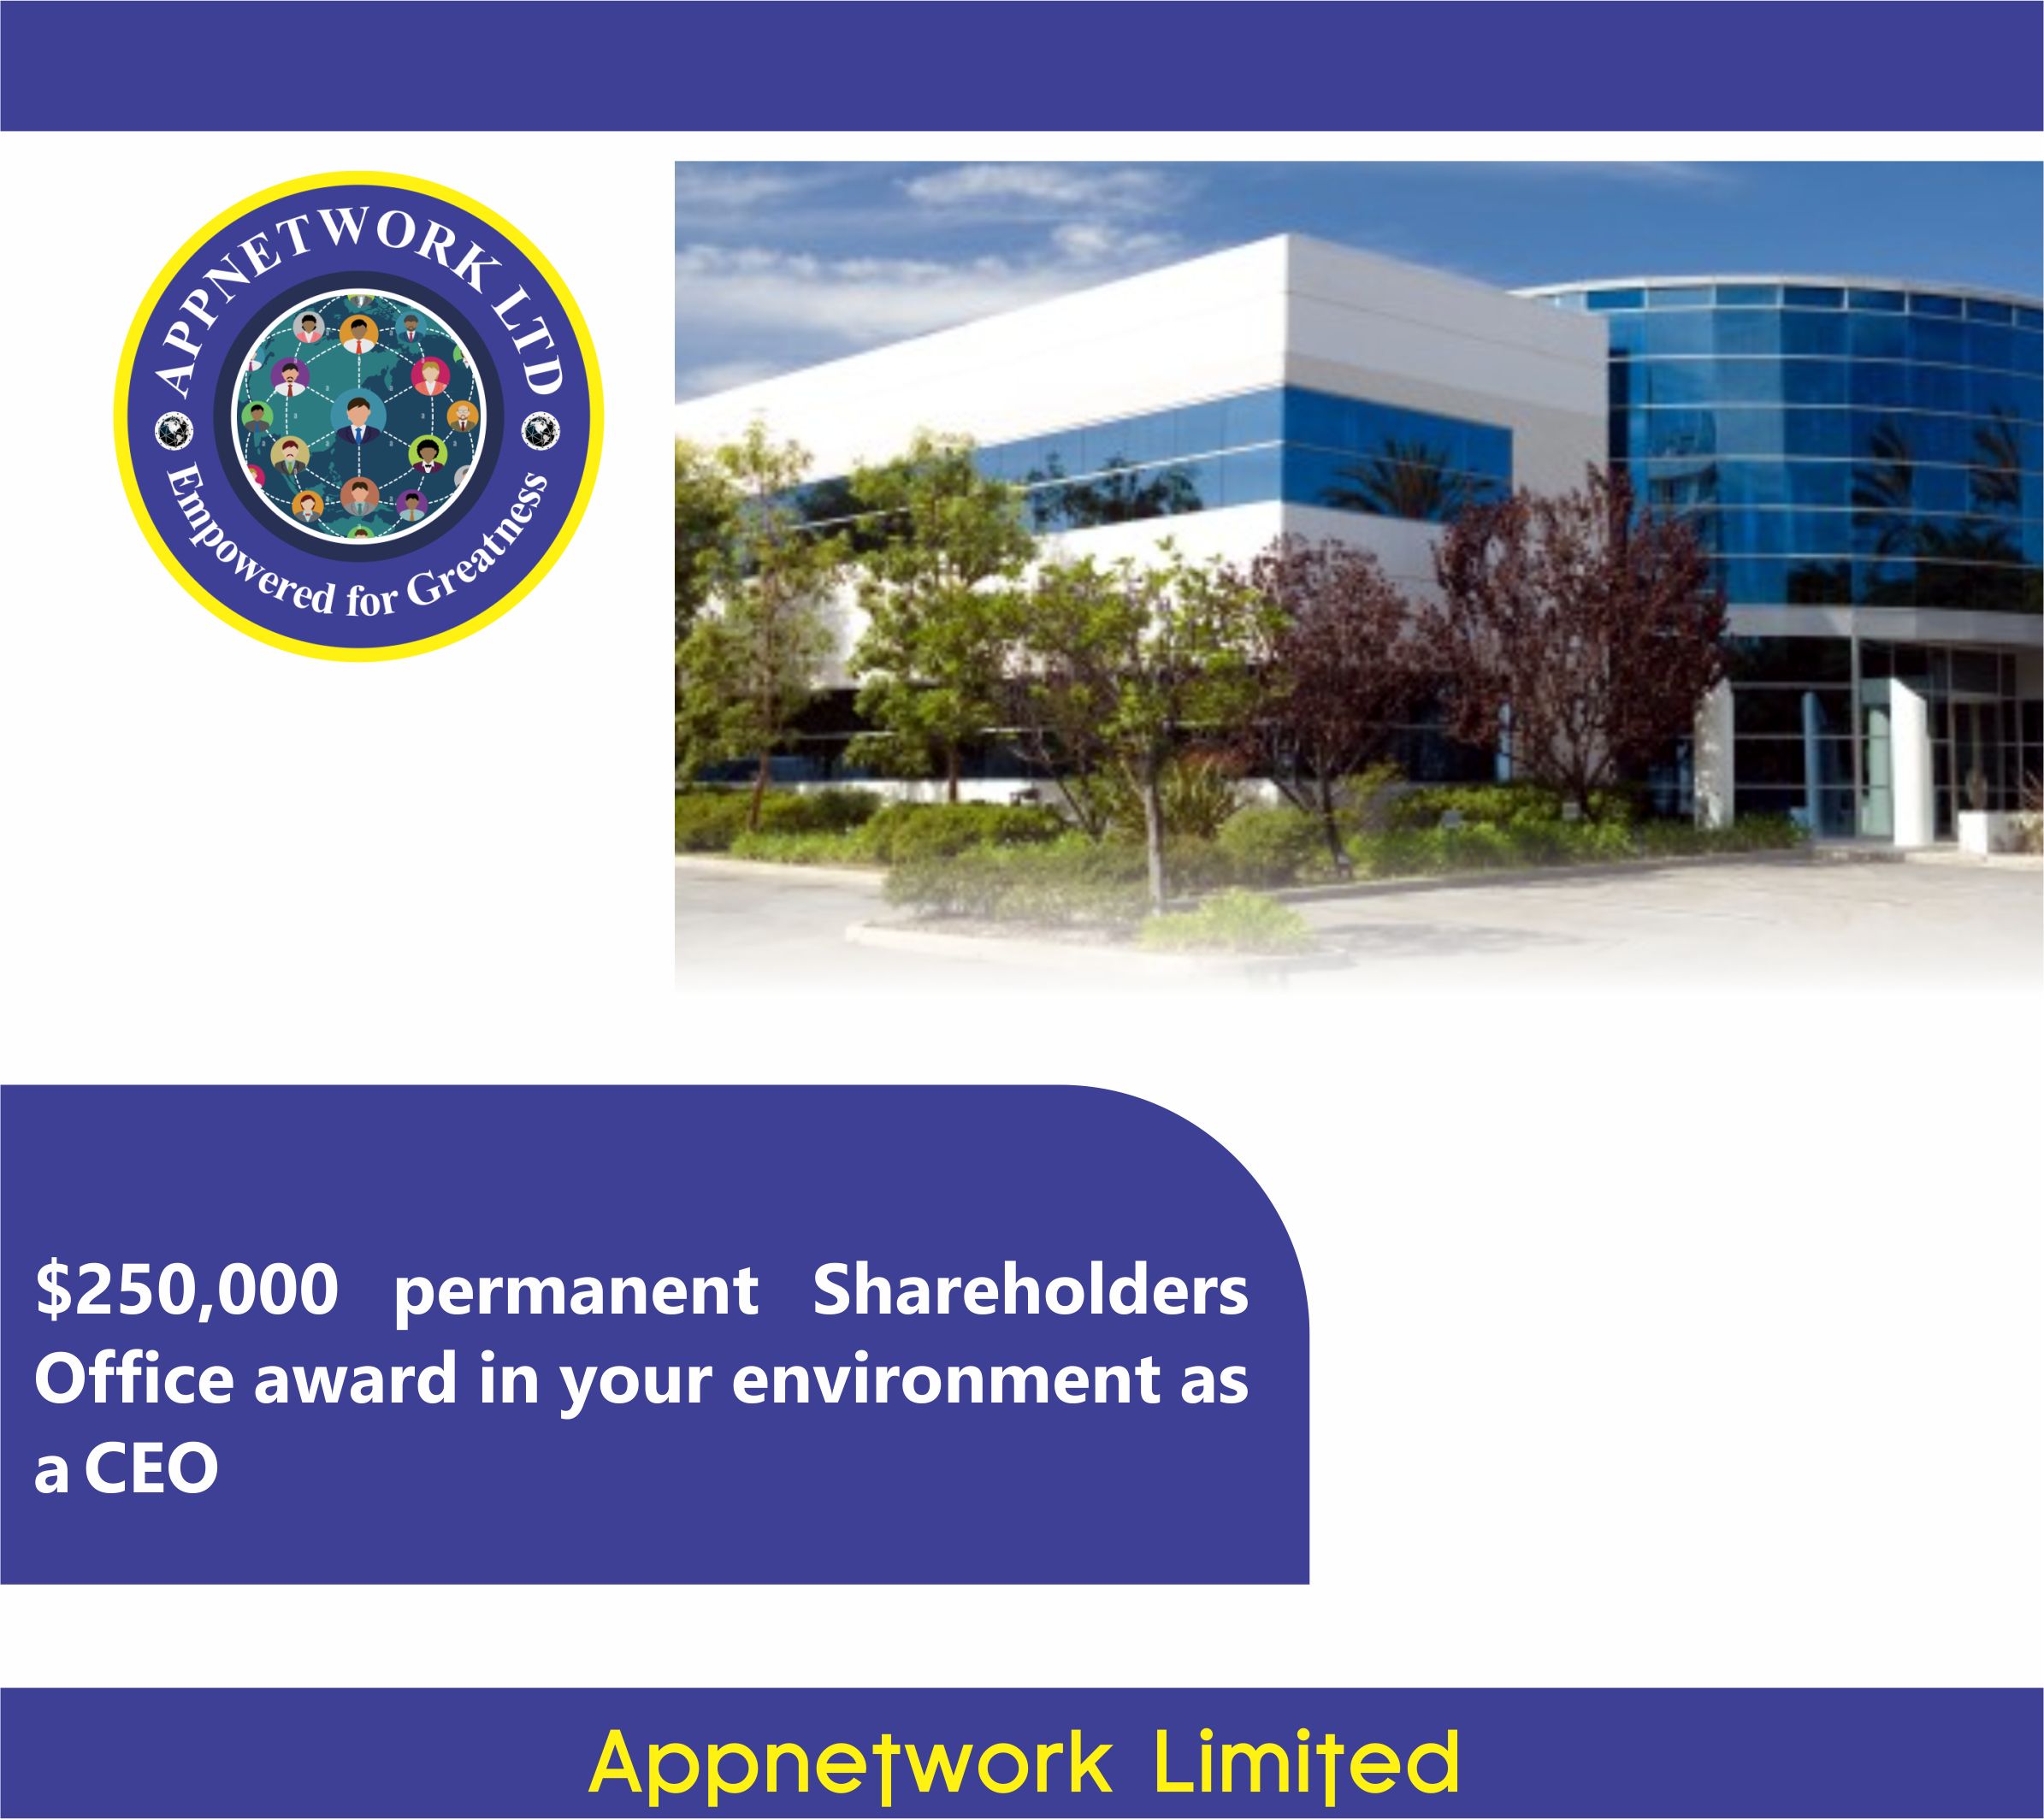 APPNETWORK LTD
Empowered for Greatness
$250,000 permanent Shareholders
Office award in your environment as
a CEO
Appnetwork Limited